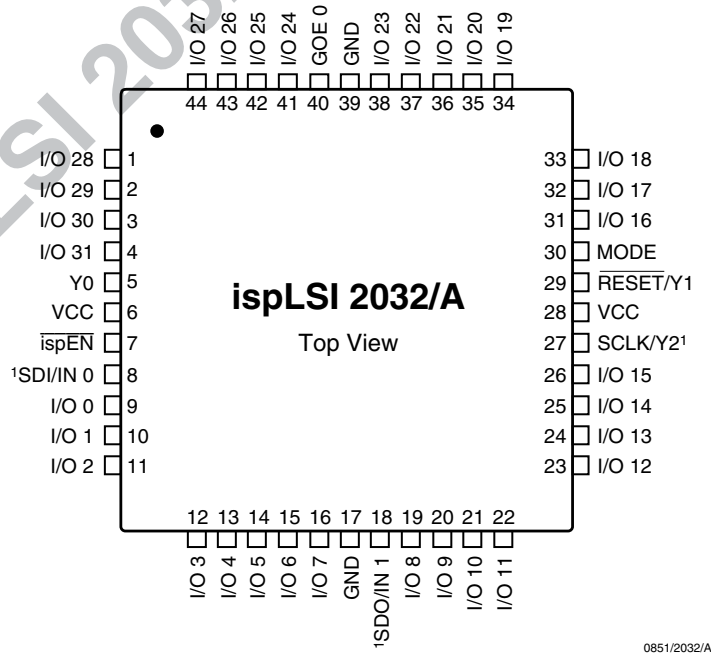 LSI 203
I/O 27
I/O 26
I/O 25
I/O 24
GOE 0
GND
I/O 23
I/O 22
I/O 21
I/O 20
I/O 19
44 43 42 41 40 39 38 37 36 35 34
I/O 28 1
I/O 29 2
I/O 30 3
I/O 31 4
Y0 5
VCC 6
ispEN 7
¹SDI/IN 0 8
I/O 0 9
I/O 1 10
I/O 2 11
ispLSI 2032/A
Top View
33 I/O 18
32 I/O 17
31 I/O 16
30 MODE
29 RESET/Y1
28 VCC
27 SCLK/Y2¹
26 I/O 15
25 I/O 14
24 I/O 13
23 I/O 12
12 13 14 15 16 17 18 19 20 21 22
I/O 3
I/O 4
I/O 5
I/O 6
I/O 7
GND
¹SDO/IN 1
I/O 8
I/O 9
I/O 10
I/O 11
0851/2032/A